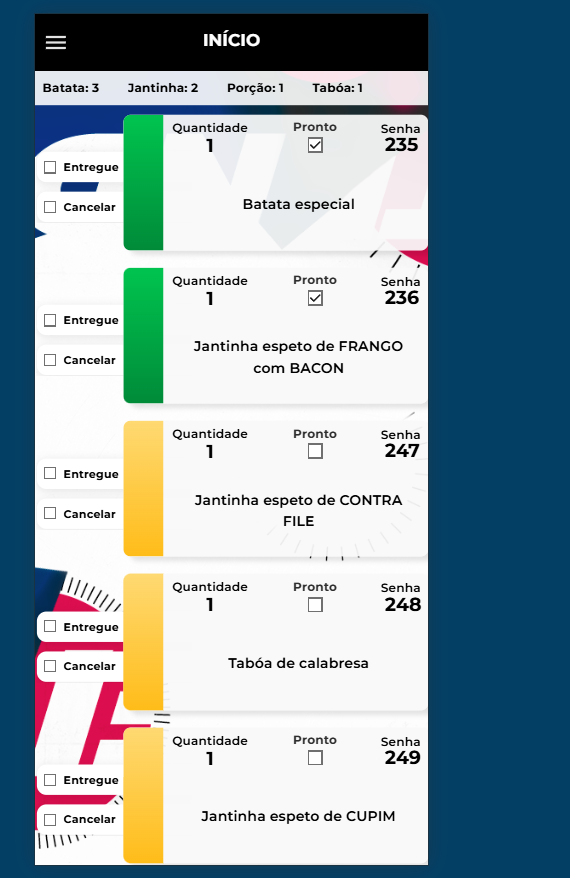 INÍCIO
Batata: 3 Jantinha: 2 Porção: 1 Tabóa: 1
Quantidade Pronto Senha
1 235
Entregue
Cancelar
Batata especial
Quantidade Pronto Senha
1 236
Entregue
Cancelar
Jantinha espeto de FRANGO
com BACON
Quantidade Pronto Senha
1 247
Entregue
Cancelar
Jantinha espeto de CONTRA
FILE
Quantidade Pronto Senha
1 248
Entregue
Cancelar
Tabóa de calabresa
Quantidade Pronto Senha
1 249
Entregue
Cancelar
Jantinha espeto de CUPIM